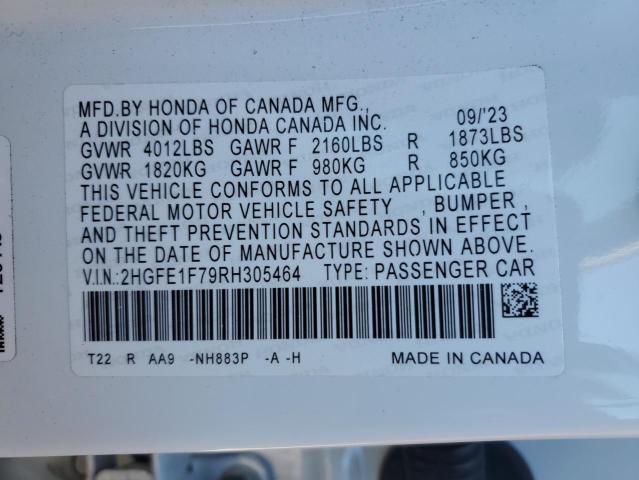 MFD.BY HONDA OF CANADA MFG.,
A DIVISION OF HONDA CANADA INC. 09/'23
GVWR 4012LBS GAWR F 2160LBS R 1873LBS
GVWR 1820KG GAWR F 980KG R 850KG
THIS VEHICLE CONFORMS TO ALL APPLICABLE
FEDERAL MOTOR VEHICLE SAFETY , BUMPER ,
AND THEFT PREVENTION STANDARDS IN EFFECT
ON THE DATE OF MANUFACTURE SHOWN ABOVE.
V.I.N.:2HGFE1F79RH305464 TYPE: PASSENGER CAR
T22 R AA9 -NH883P -A -H MADE IN CANADA